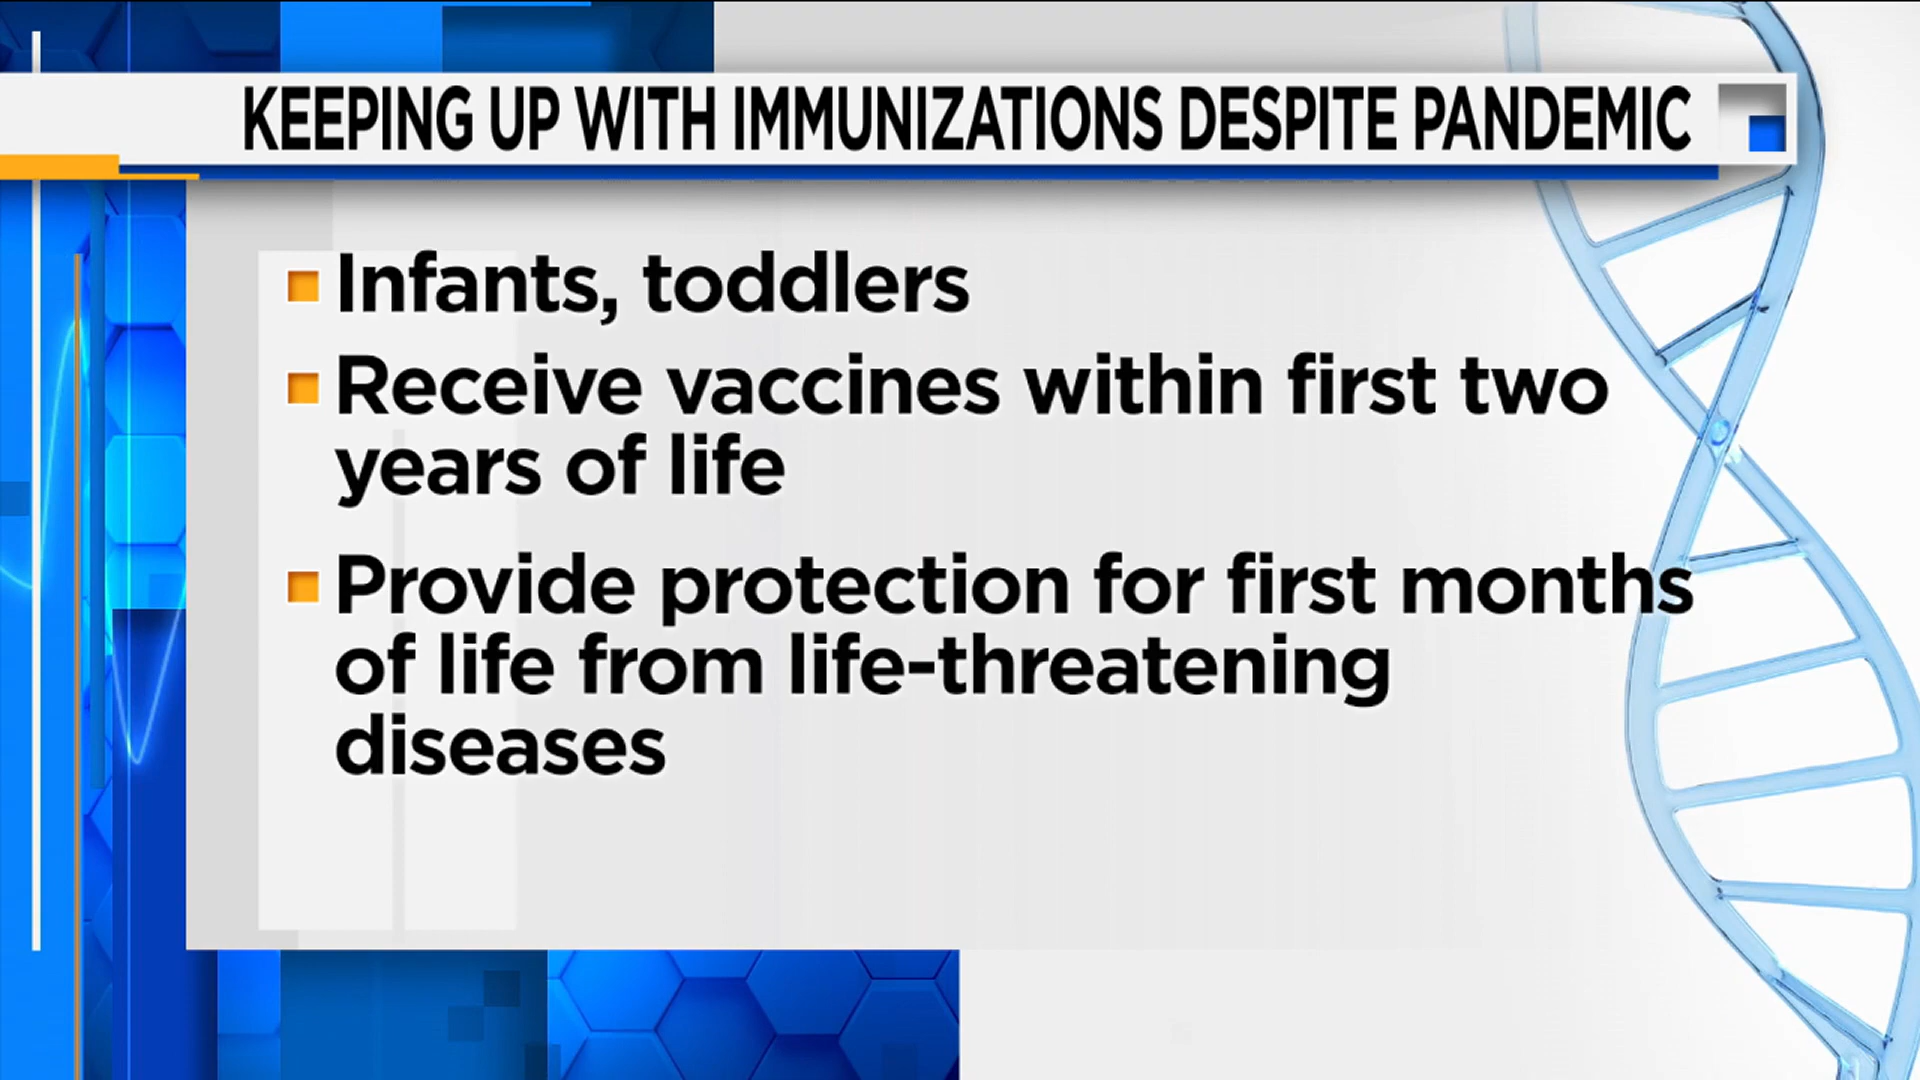 KEEPING UP WITH IMMUNIZATIONS DESPITE PANDEMIC
Infants, toddlers
Receive vaccines within first two
years of life
Provide protection for first months
of life from life-threatening
diseases